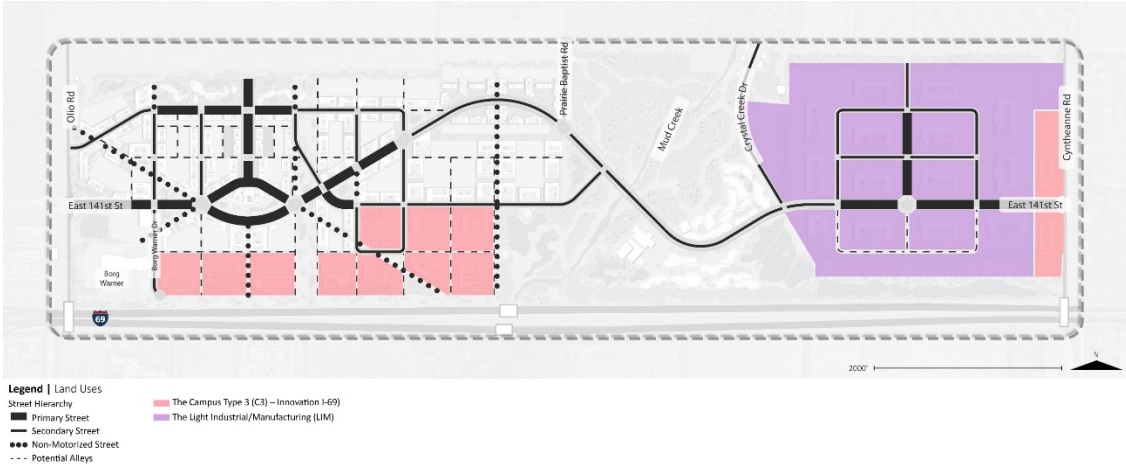 Olio Rd
Prairie Baptist Rd
Mud Creek
Crystal Creek Dr
Cyntheanne Rd
East 141st St
East 141st St
Borg Warner Dr
Borg
Warner
69
2000'
N
Legend | Land Uses
Street Hierarchy
Primary Street
Secondary Street
Non-Motorized Street
Potential Alleys
The Campus Type 3 (C3) – Innovation I-69)
The Light Industrial/Manufacturing (LIM)